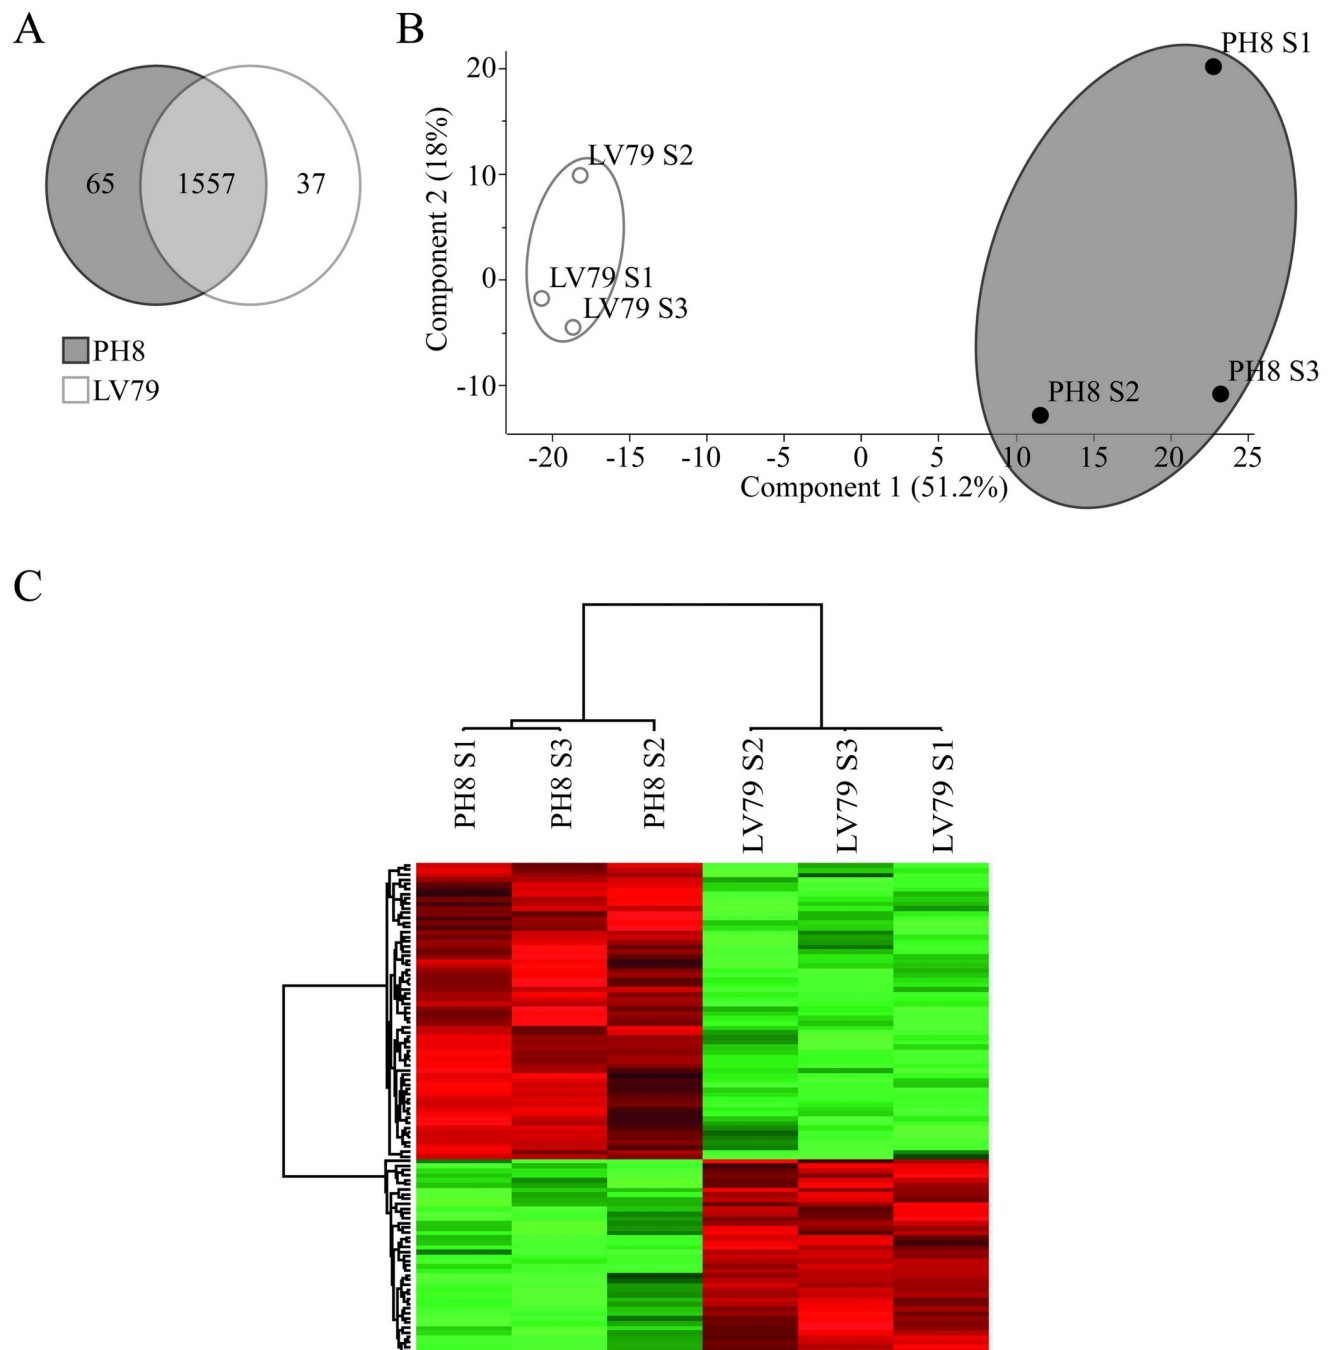 A
65
1557
37
PH8
LV79
B
Component 2 (18%)
20
10
0
-10
PH8 S1
LV79 S2
LV79 S1
LV79 S3
PH8 S3
PH8 S2
-20 -15 -10 -5 0 5 10 15 20 25
Component 1 (51.2%)
C
PH8 S1
PH8 S3
PH8 S2
LV79 S2
LV79 S3
LV79 S1